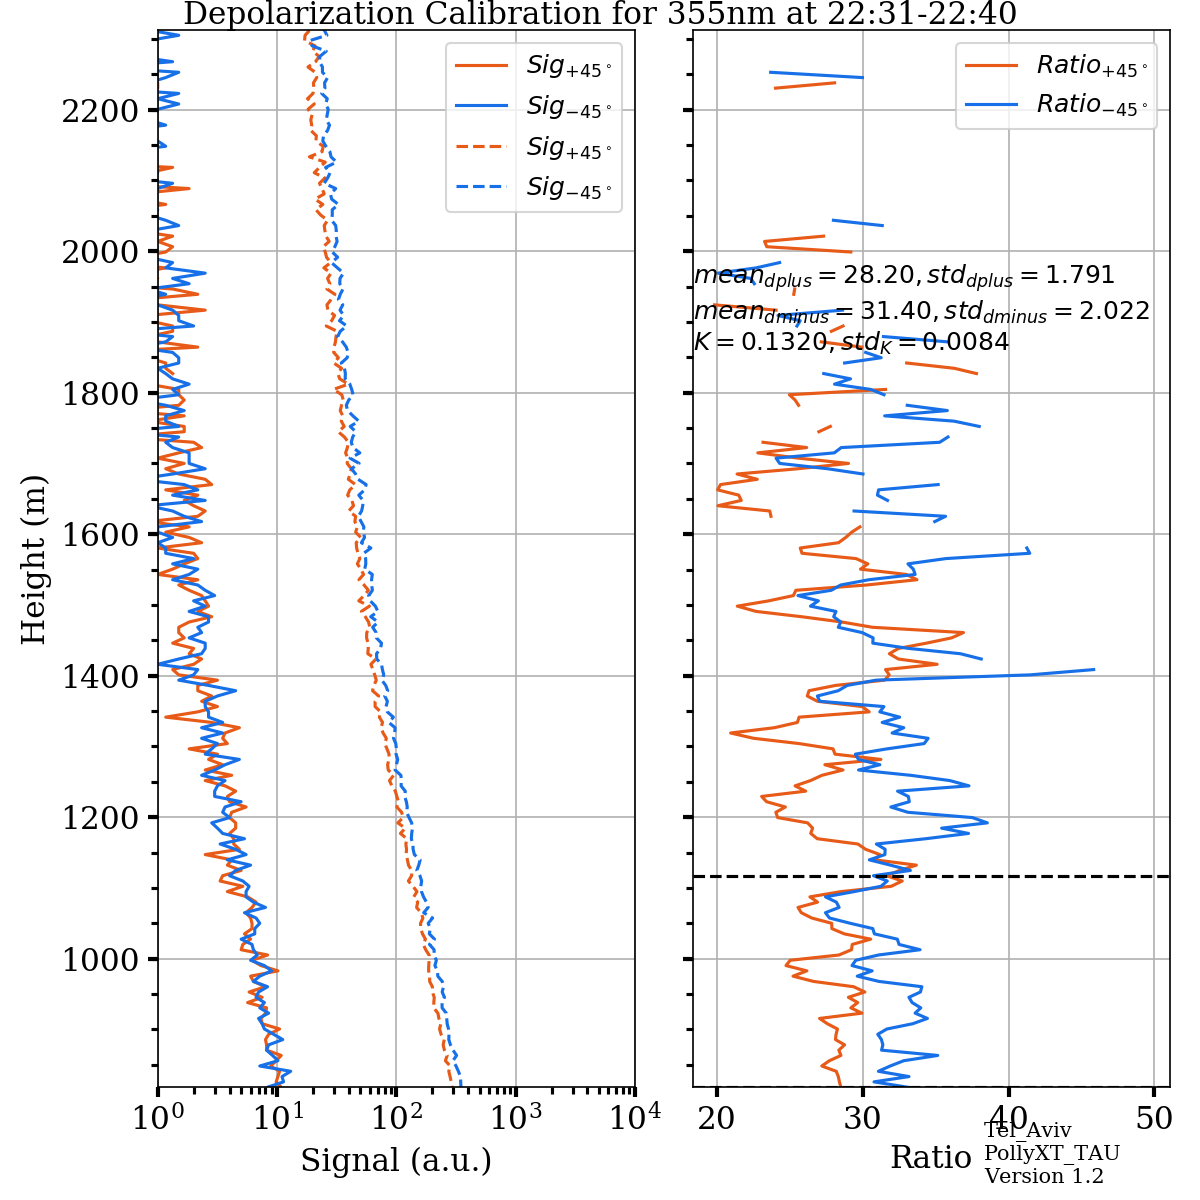 Depolarization Calibration for 355nm at 22:31-22:40
Sig+45°
Sig−45°
Sig+45°
Sig−45°
Ratio+45°
Ratio−45°
mean_dplus = 28.20, std_dplus = 1.791
mean_dminus = 31.40, std_dminus = 2.022
K = 0.1320, std_K = 0.0084
2200
2000
1800
1600
1400
1200
1000
Height (m)
10^0 10^1 10^2 10^3 10^4
Signal (a.u.)
20 30 40 50
Ratio
Tel_Aviv
PollyXT_TAU
Version 1.2